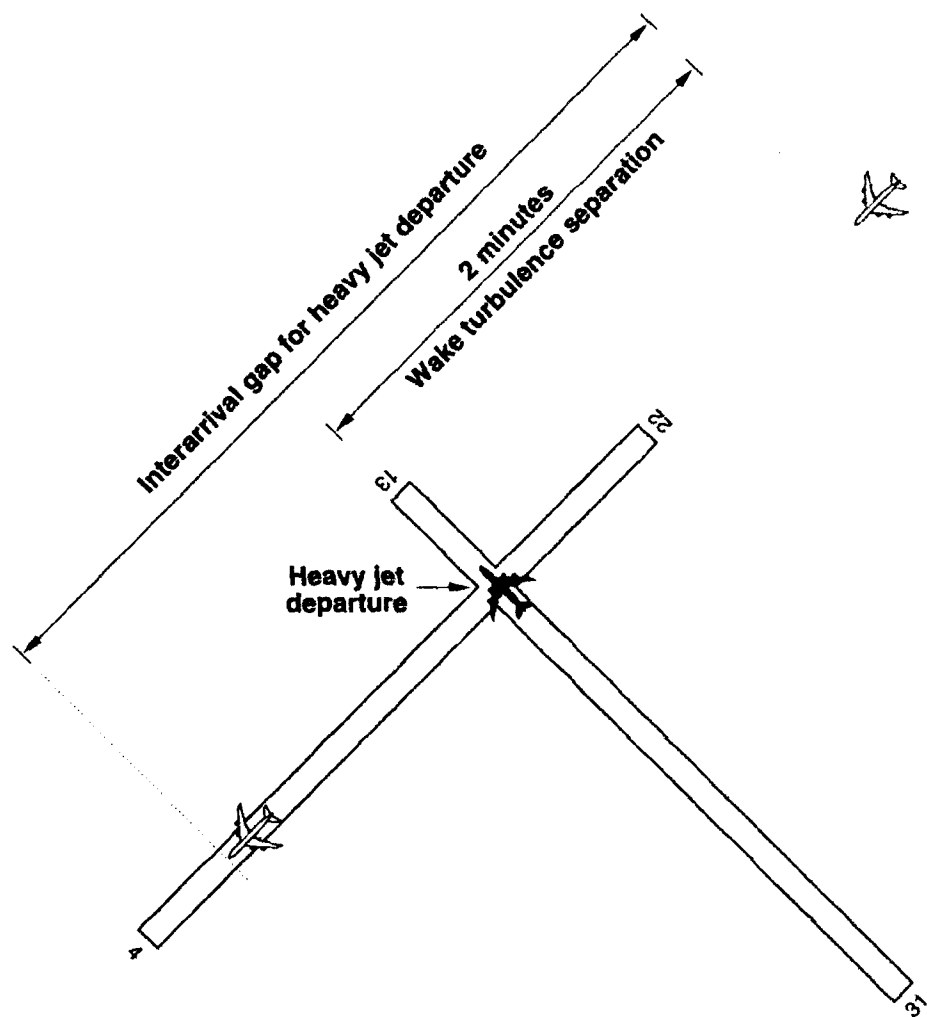 Interarrival gap for heavy jet departure
2 minutes
Wake turbulence separation
22
13
Heavy jet
departure
4
31